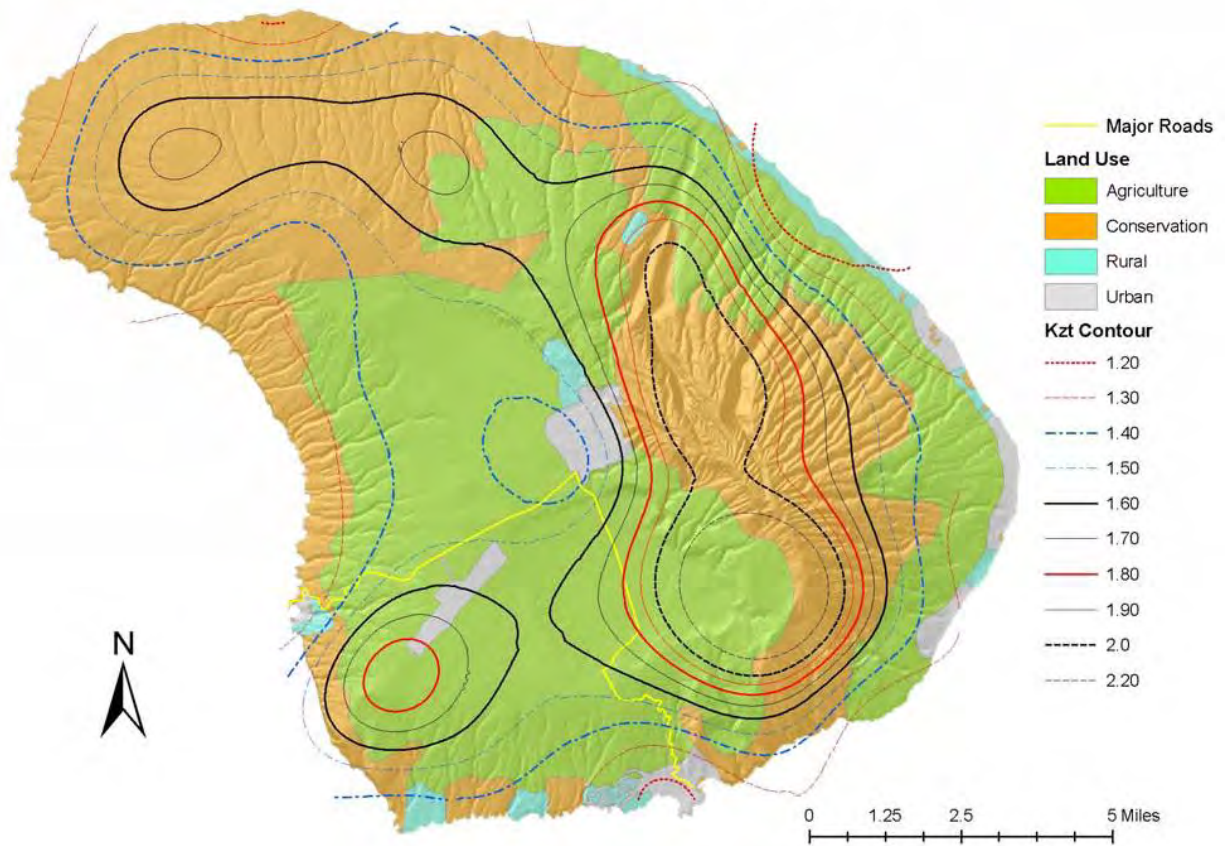 Major Roads
Land Use
Agriculture
Conservation
Rural
Urban
Kzt Contour
1.20
1.30
1.40
1.50
1.60
1.70
1.80
1.90
2.0
2.20
N
0 1.25 2.5 5 Miles